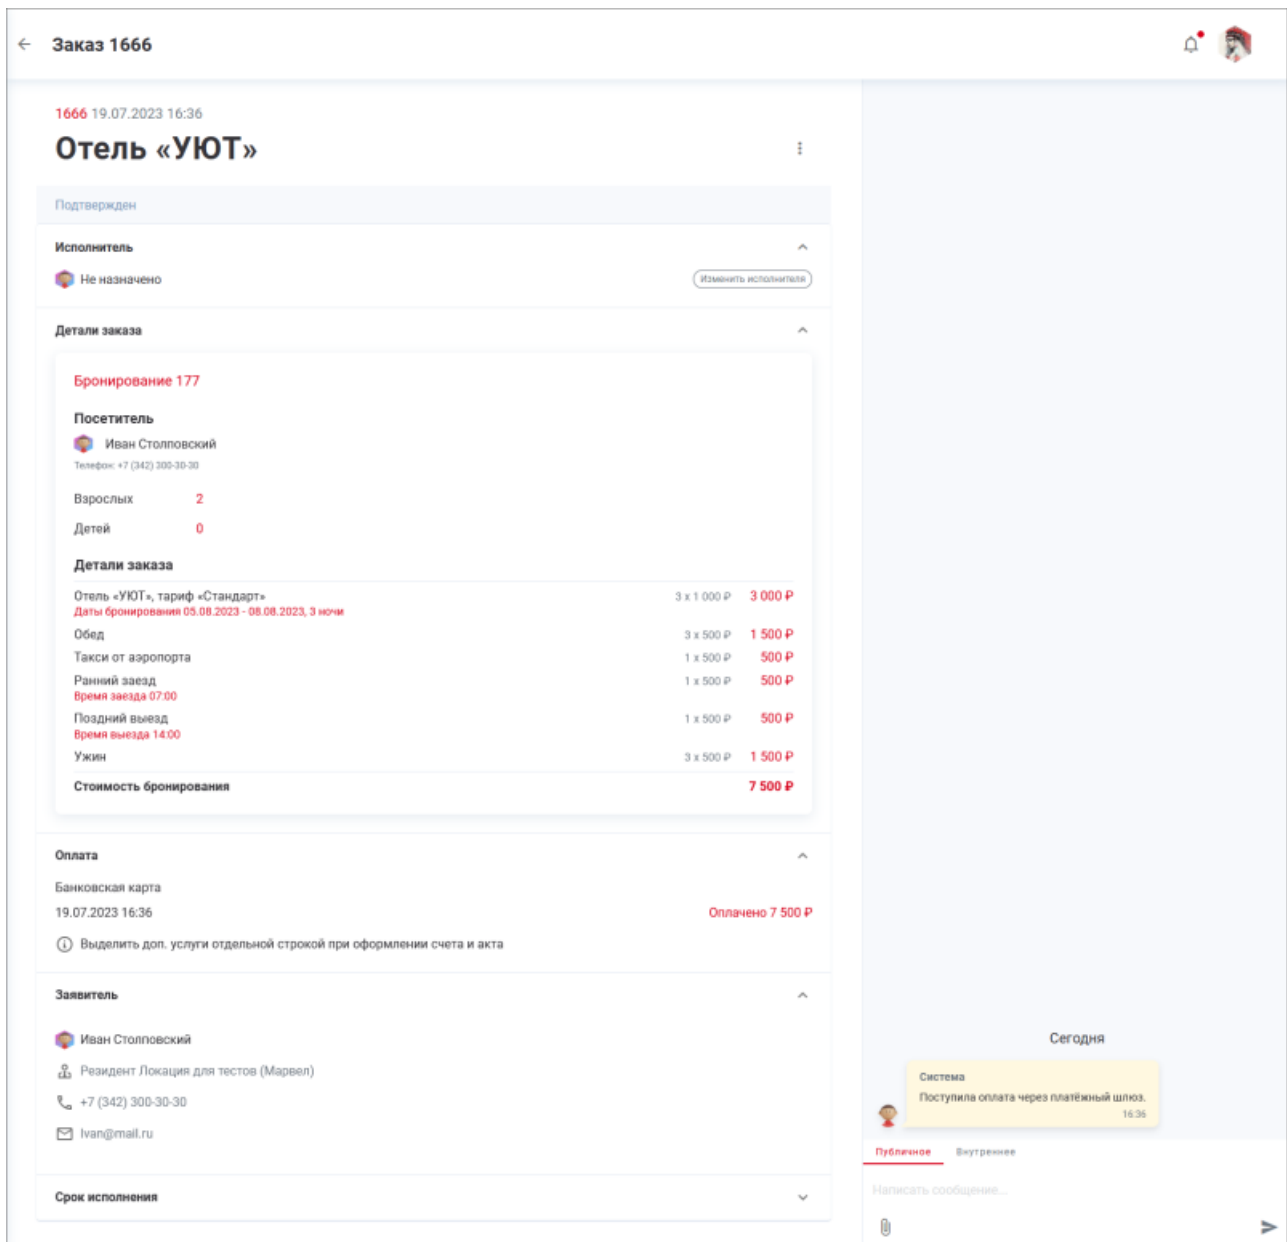 Заказ 1666
1666 19.07.2023 16:36
Отель «УЮТ»
Подтвержден
Исполнитель
Не назначено
Изменить исполнителя
Детали заказа
Бронирование 177
Посетитель
Иван Столповский
Телефон: +7 (342) 300-30-30
Взрослых 2
Детей 0
Детали заказа
Отель «УЮТ», тариф «Стандарт» 3 x 1 000 ₽ 3 000 ₽
Даты бронирования 05.08.2023 - 08.08.2023, 3 ночи
Обед 3 x 500 ₽ 1 500 ₽
Такси от аэропорта 1 x 500 ₽ 500 ₽
Ранний заезд 1 x 500 ₽ 500 ₽
Время заезда 07:00
Поздний выезд 1 x 500 ₽ 500 ₽
Время выезда 14:00
Ужин 3 x 500 ₽ 1 500 ₽
Стоимость бронирования 7 500 ₽
Оплата
Банковская карта
19.07.2023 16:36 Оплачено 7 500 ₽
Выделить доп. услуги отдельной строкой при оформлении счета и акта
Заявитель
Иван Столповский
Резидент Локация для тестов (Марвел)
+7 (342) 300-30-30
Ivan@mail.ru
Срок исполнения
Сегодня
Система
Поступила оплата через платёжный шлюз.
16:36
Публичное Внутреннее
Написать сообщение...